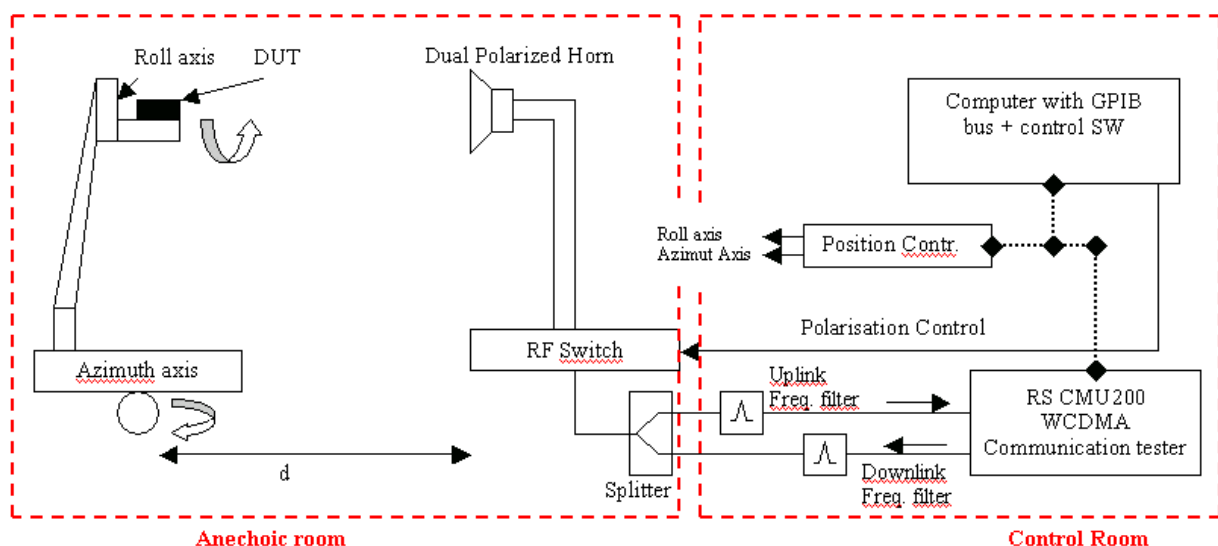 Roll axis
DUT
Dual Polarized Horn
Computer with GPIB
bus + control SW
Roll axis
Azimut Axis
Position Contr.
Polarisation Control
RF Switch
Azimuth axis
Uplink
Freq. filter
RS CMU200
WCDMA
Communication tester
d
Splitter
Downlink
Freq. filter
Anechoic room
Control Room